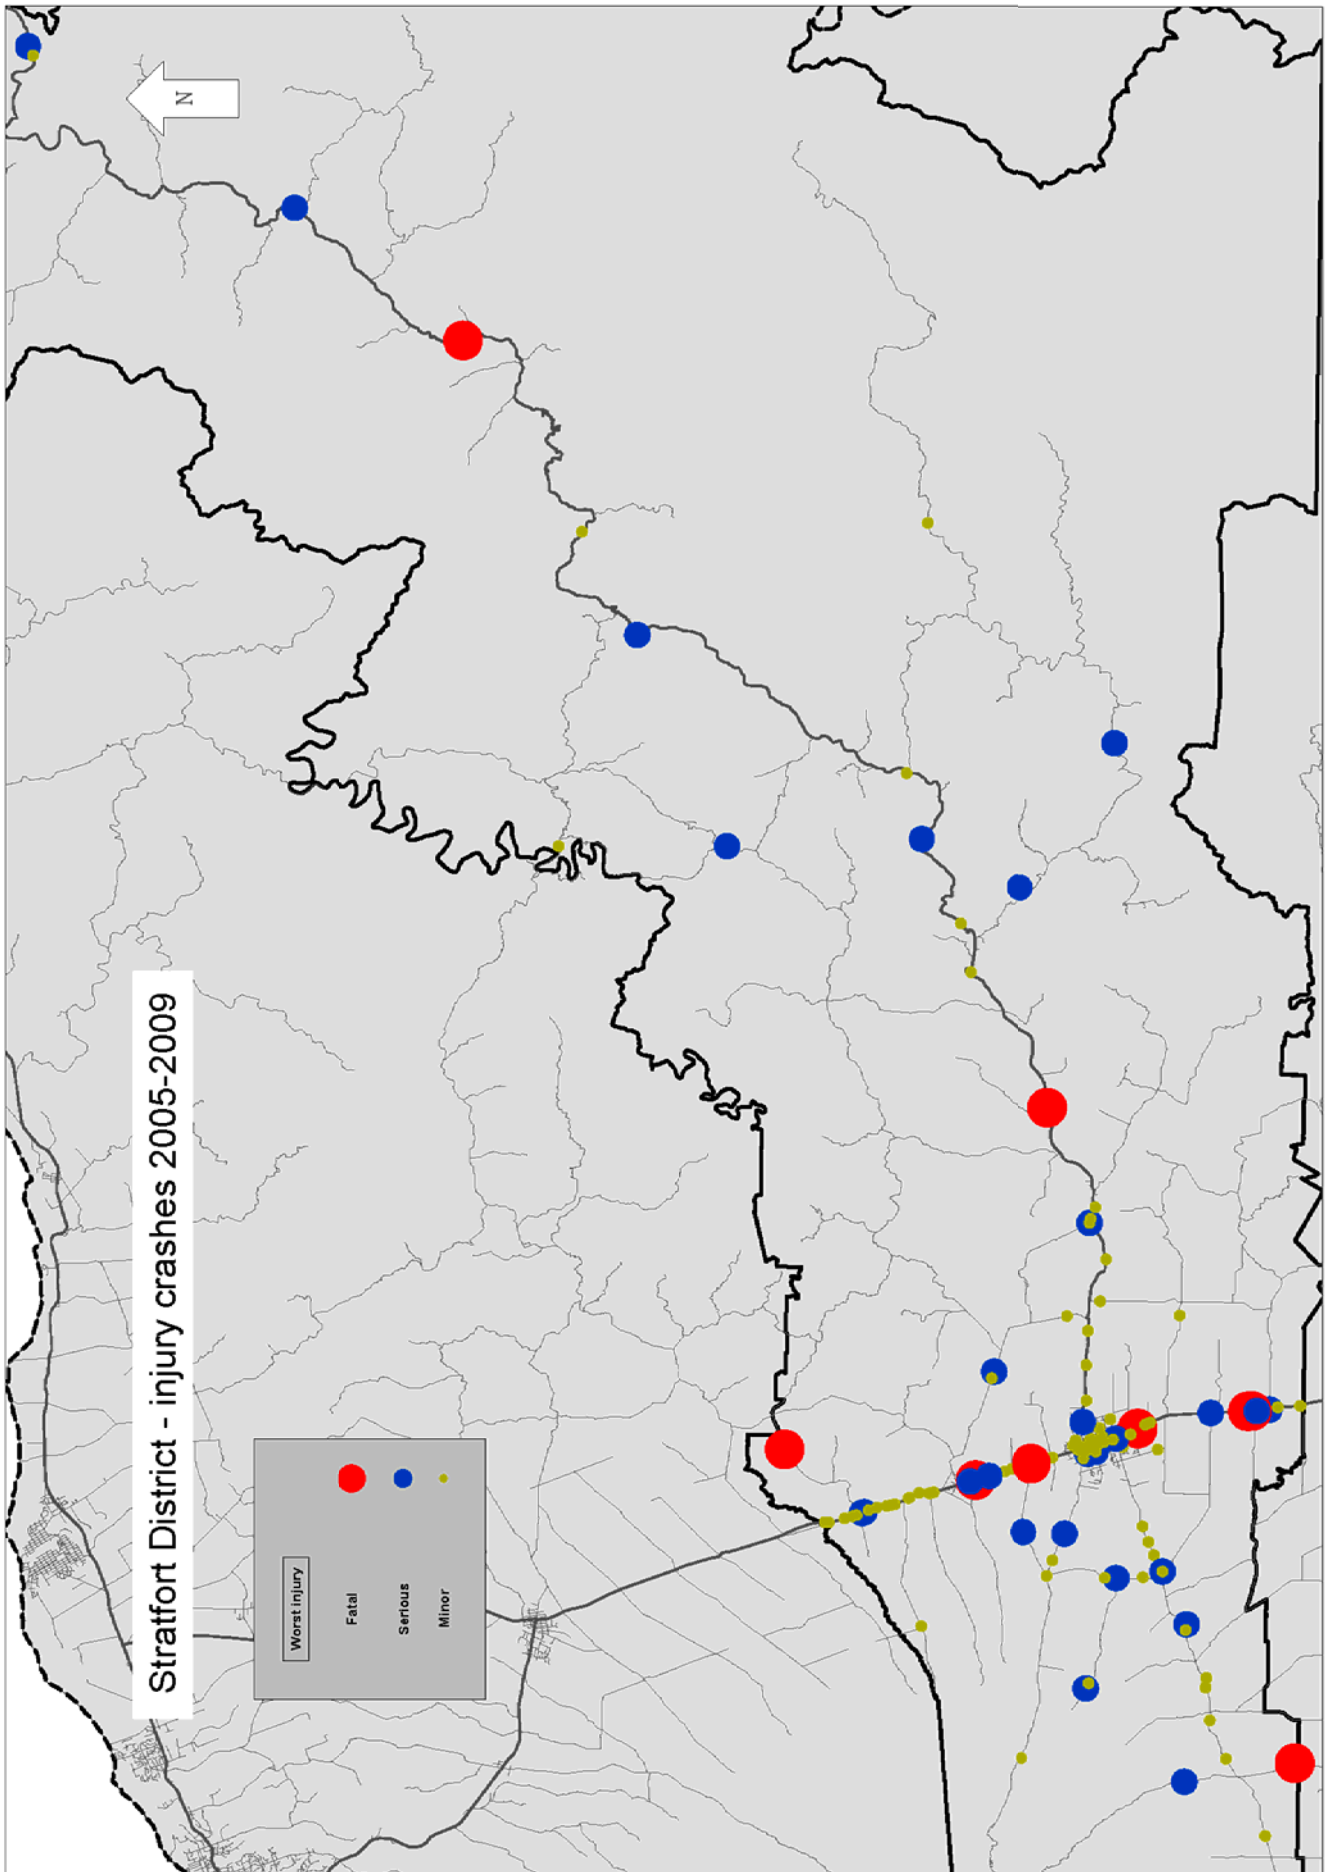 Stratfort District - injury crashes 2005-2009
N
Worst injury
Fatal
Serious
Minor